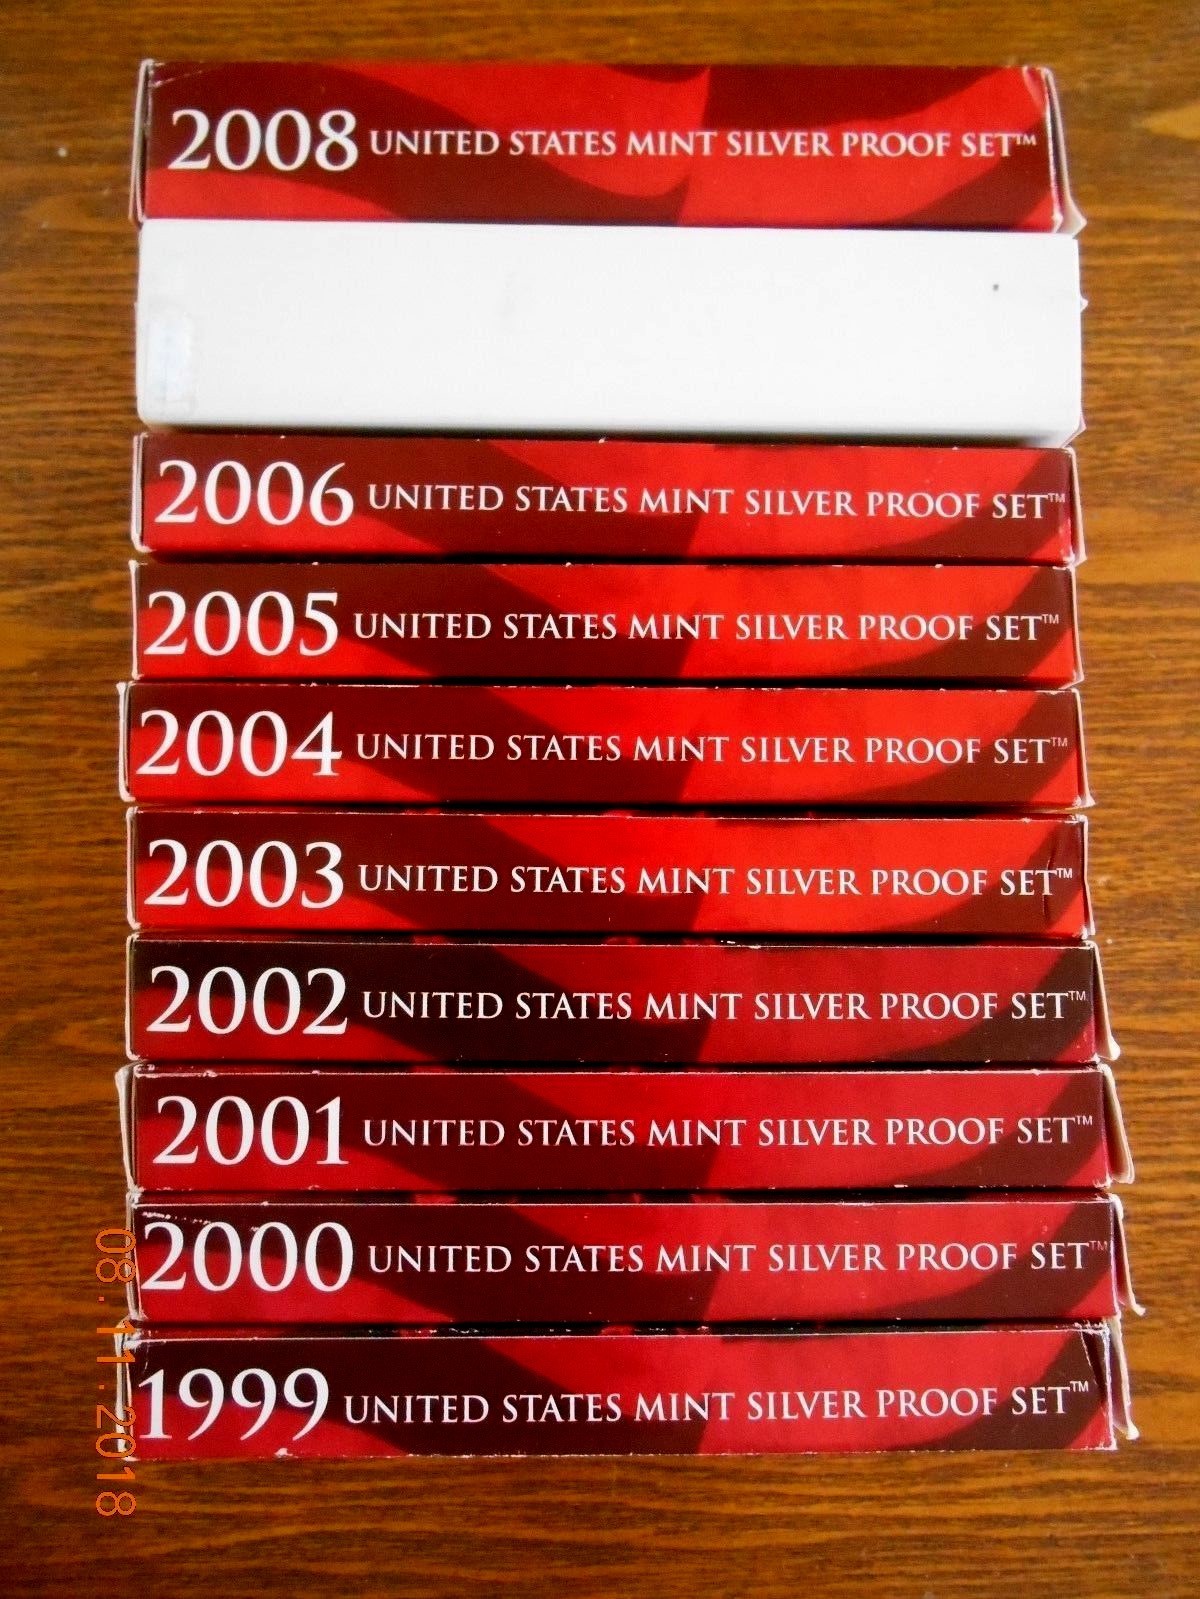 2008 UNITED STATES MINT SILVER PROOF SET™
2006 UNITED STATES MINT SILVER PROOF SET™
2005 UNITED STATES MINT SILVER PROOF SET™
2004 UNITED STATES MINT SILVER PROOF SET™
2003 UNITED STATES MINT SILVER PROOF SET™
2002 UNITED STATES MINT SILVER PROOF SET™
2001 UNITED STATES MINT SILVER PROOF SET™
2000 UNITED STATES MINT SILVER PROOF SET™
1999 UNITED STATES MINT SILVER PROOF SET™
08.11.2018